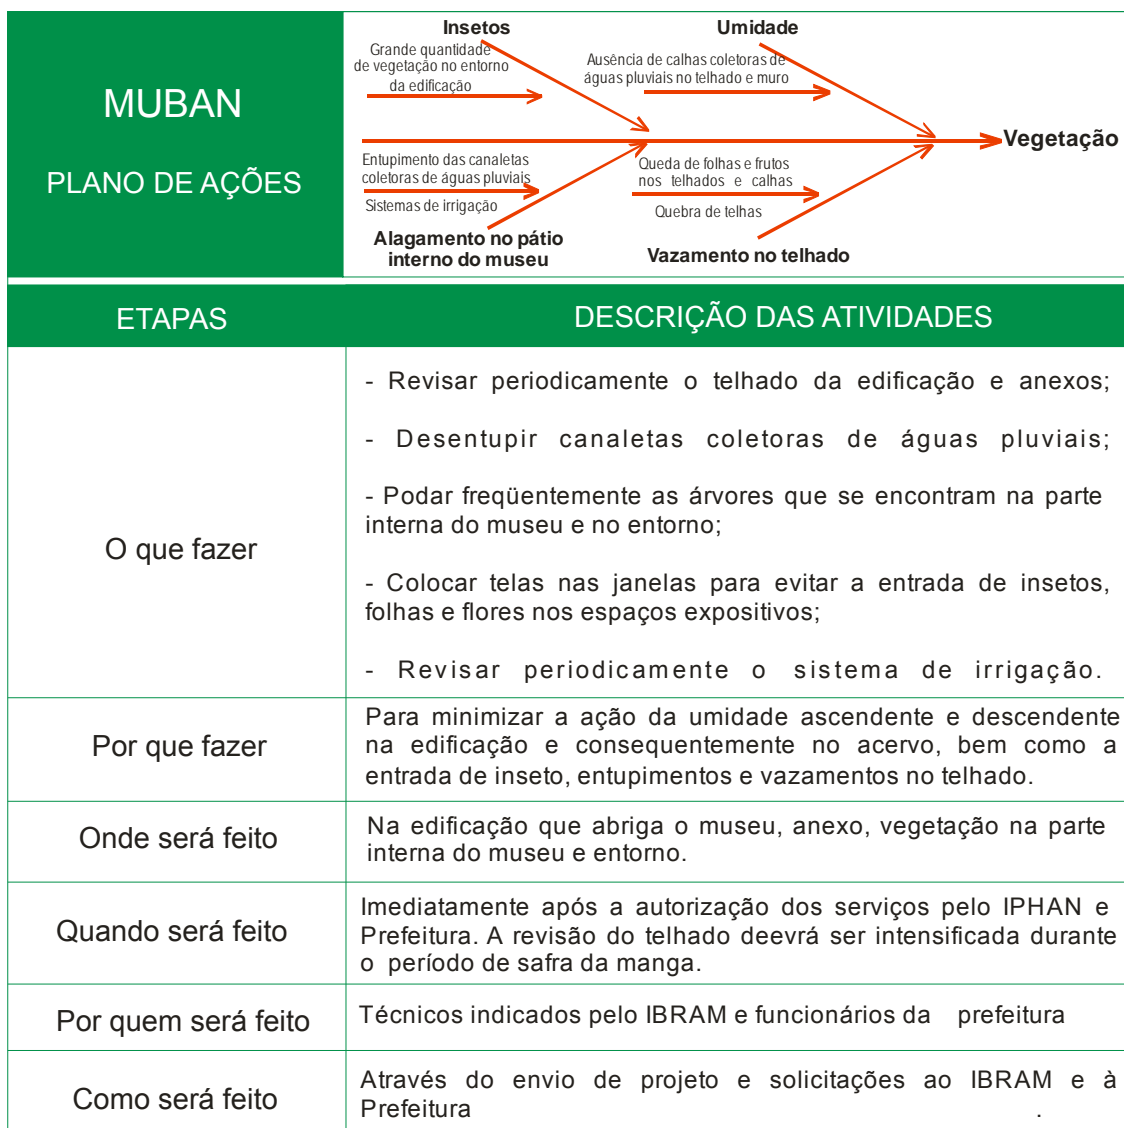 MUBAN
PLANO DE AÇÕES
Insetos
Grande quantidade
de vegetação no entorno
da edificação
Umidade
Ausência de calhas coletoras de
águas pluviais no telhado e muro
Vegetação
Entupimento das canaletas
coletoras de águas pluviais
Sistemas de irrigação
Alagamento no pátio
interno do museu
Queda de folhas e frutos
nos telhados e calhas
Quebra de telhas
Vazamento no telhado
ETAPAS
DESCRIÇÃO DAS ATIVIDADES
O que fazer
- Revisar periodicamente o telhado da edificação e anexos;
- Desentupir canaletas coletoras de águas pluviais;
- Podar freqüentemente as árvores que se encontram na parte
interna do museu e no entorno;
- Colocar telas nas janelas para evitar a entrada de insetos,
folhas e flores nos espaços expositivos;
- Revisar periodicamente o sistema de irrigação.
Por que fazer
Para minimizar a ação da umidade ascendente e descendente
na edificação e consequentemente no acervo, bem como a
entrada de inseto, entupimentos e vazamentos no telhado.
Onde será feito
Na edificação que abriga o museu, anexo, vegetação na parte
interna do museu e entorno.
Quando será feito
Imediatamente após a autorização dos serviços pelo IPHAN e
Prefeitura. A revisão do telhado deevrá ser intensificada durante
o período de safra da manga.
Por quem será feito
Técnicos indicados pelo IBRAM e funcionários da prefeitura
Como será feito
Através do envio de projeto e solicitações ao IBRAM e à
Prefeitura .